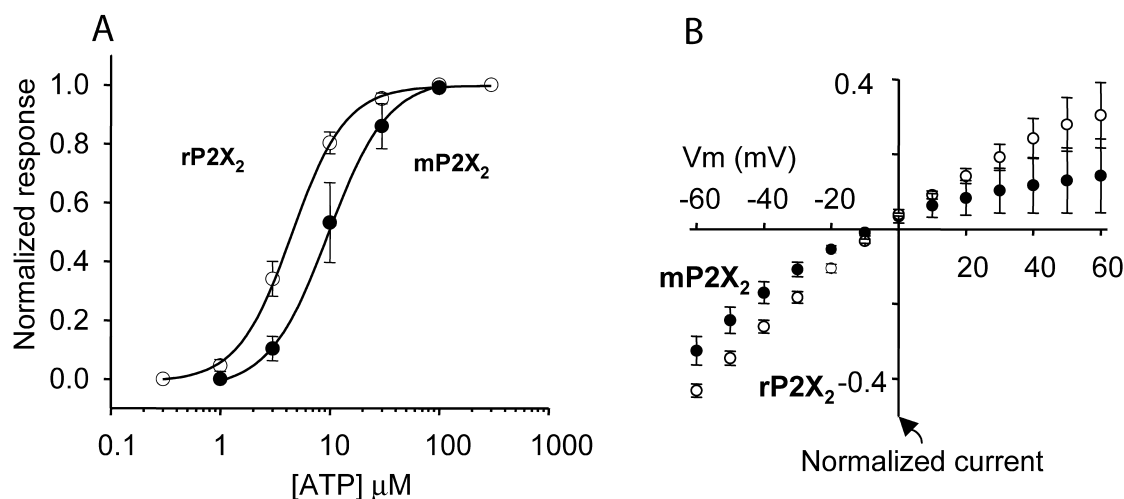 A
Normalized response
1.0
0.8
0.6
0.4
0.2
0.0
rP2X₂
mP2X₂
0.1 1 10 100 1000
[ATP] μM
B
0.4
Vm (mV)
-60 -40 -20
20 40 60
mP2X₂
rP2X₂
-0.4
Normalized current